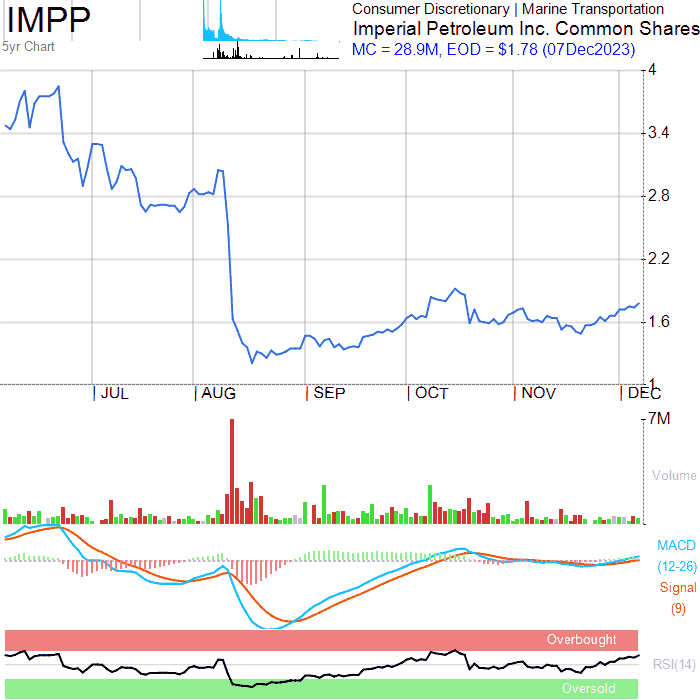 IMPP
5yr Chart
Consumer Discretionary | Marine Transportation
Imperial Petroleum Inc. Common Shares
MC = 28.9M, EOD = $1.78 (07Dec2023)
4
3.4
2.8
2.2
1.6
1
JUL AUG SEP OCT NOV DEC
7M
Volume
MACD
(12-26)
Signal
(9)
Overbought
RSI(14)
Oversold